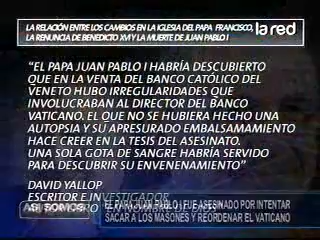 LA RELACIÓN ENTRE LOS CAMBIOS EN LA IGLESIA DEL PAPA FRANCISCO,
LA RENUNCIA DE BENEDICTO XVI Y LA MUERTE DE JUAN PABLO I
la red
"EL PAPA JUAN PABLO I HABRÍA DESCUBIERTO
QUE EN LA VENTA DEL BANCO CATÓLICO DEL
VENETO HUBO IRREGULARIDADES QUE
INVOLUCRABAN AL DIRECTOR DEL BANCO
VATICANO. EL QUE NO SE HUBIERA HECHO UNA
AUTOPSIA Y SU APRESURADO EMBALSAMAMIENTO
HACE CREER EN LA TESIS DEL ASESINATO.
UNA SOLA GOTA DE SANGRE HABRÍA SERVIDO
PARA DESCUBRIR SU ENVENENAMIENTO"
DAVID YALLOP
ESCRITOR E INVESTIGADOR
EL PAPA JUAN PABLO I FUE ASESINADO POR INTENTAR
SACAR A LOS MASONES Y REORDENAR EL VATICANO